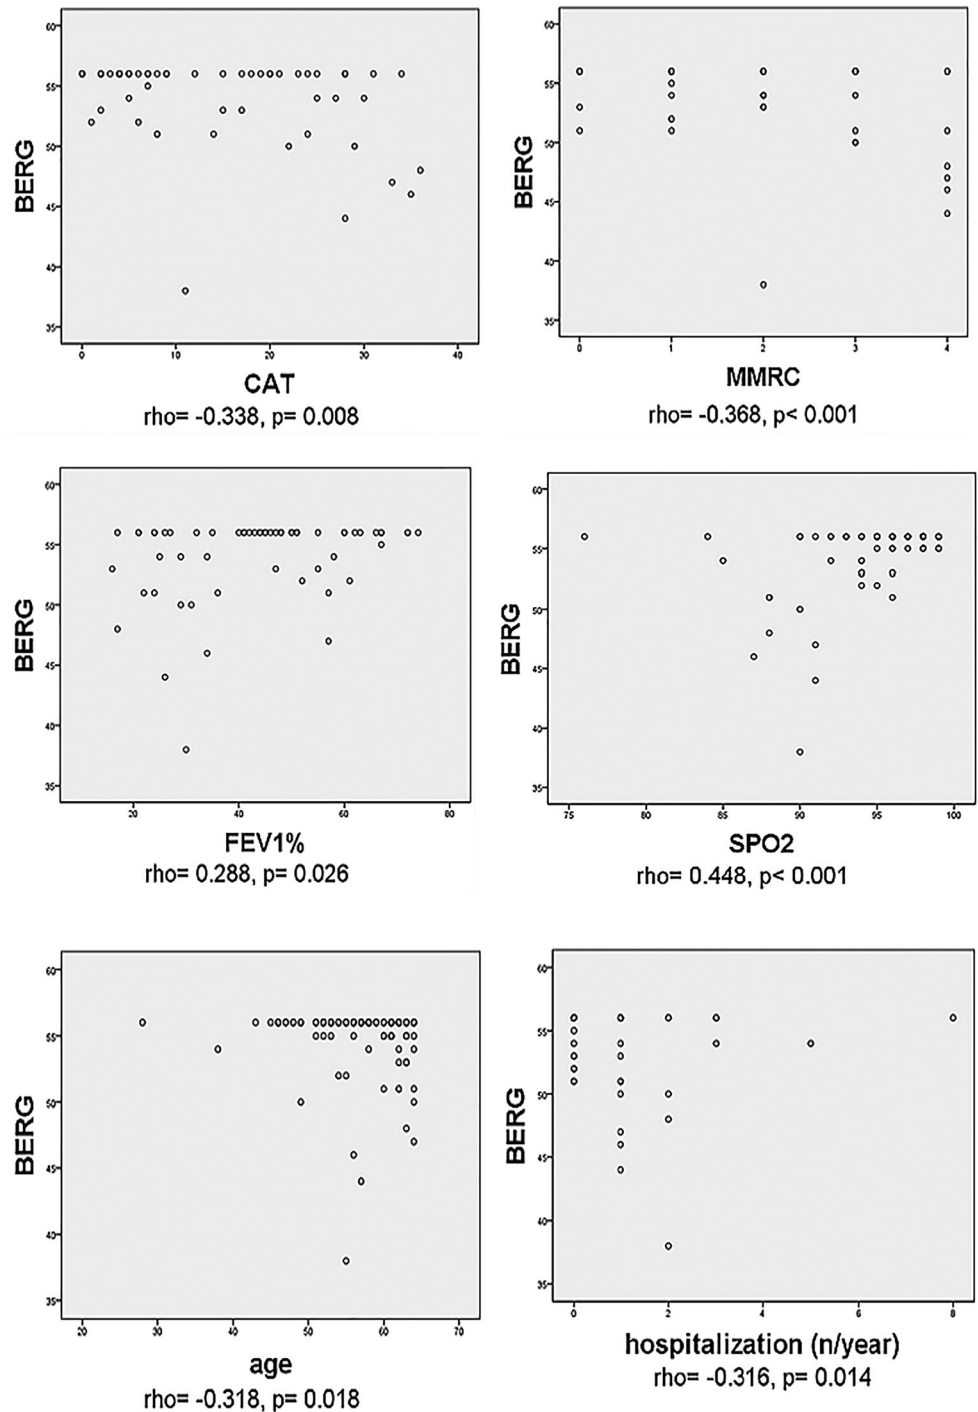 60
55
50
45
40
35
BERG
0 10 20 30 40
CAT
rho= -0.338, p= 0.008
60
55
50
45
40
35
BERG
0 1 2 3 4
MMRC
rho= -0.368, p< 0.001
60
55
50
45
40
35
BERG
20 40 60 80
FEV1%
rho= 0.288, p= 0.026
60
55
50
45
40
35
BERG
75 80 85 90 95 100
SPO2
rho= 0.448, p< 0.001
60
55
50
45
40
35
BERG
20 30 40 50 60 70
age
rho= -0.318, p= 0.018
60
55
50
45
40
35
BERG
0 2 4 6 8
hospitalization (n/year)
rho= -0.316, p= 0.014